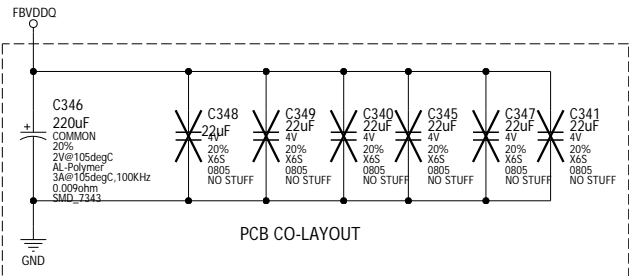 FBVDDQ
C346
220uF
COMMON
20%
2V@105degC
AL-Polymer
3A@105degC,100KHz
0.009ohm
SMD_7343
+
C348
22uF
4V
20%
X6S
0805
NO STUFF
C349
22uF
4V
20%
X6S
0805
NO STUFF
C340
22uF
4V
20%
X6S
0805
NO STUFF
C345
22uF
4V
20%
X6S
0805
NO STUFF
C347
22uF
4V
20%
X6S
0805
NO STUFF
C341
22uF
4V
20%
X6S
0805
NO STUFF
PCB CO-LAYOUT
GND